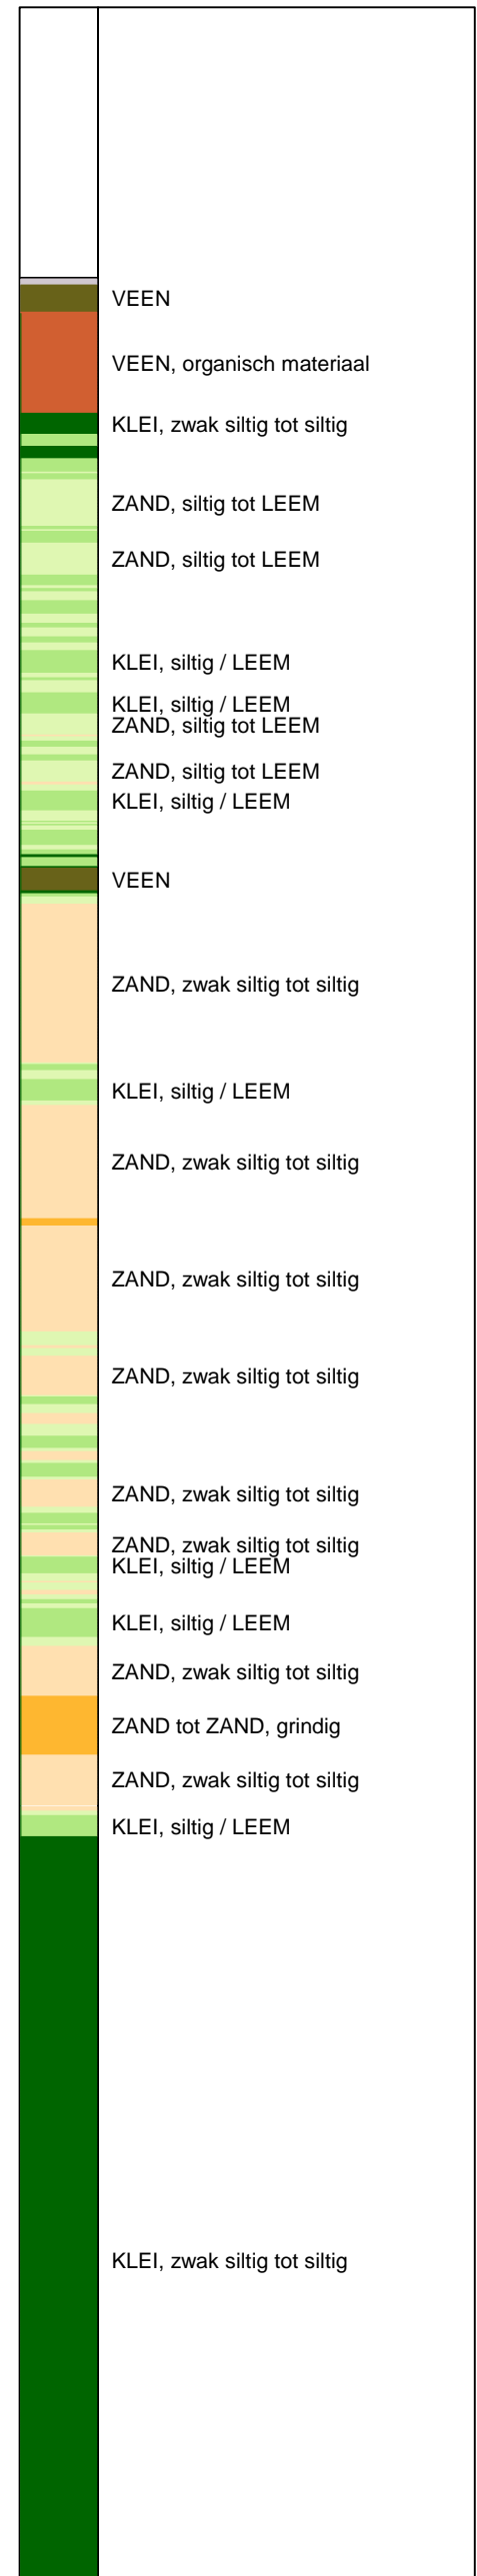 VEEN
VEEN, organisch materiaal
KLEI, zwak siltig tot siltig
ZAND, siltig tot LEEM
ZAND, siltig tot LEEM
KLEI, siltig / LEEM
KLEI, siltig / LEEM
ZAND, siltig tot LEEM
ZAND, siltig tot LEEM
KLEI, siltig / LEEM
VEEN
ZAND, zwak siltig tot siltig
KLEI, siltig / LEEM
ZAND, zwak siltig tot siltig
ZAND, zwak siltig tot siltig
ZAND, zwak siltig tot siltig
ZAND, zwak siltig tot siltig
ZAND, zwak siltig tot siltig
KLEI, siltig / LEEM
KLEI, siltig / LEEM
ZAND, zwak siltig tot siltig
ZAND tot ZAND, grindig
ZAND, zwak siltig tot siltig
KLEI, siltig / LEEM
KLEI, zwak siltig tot siltig